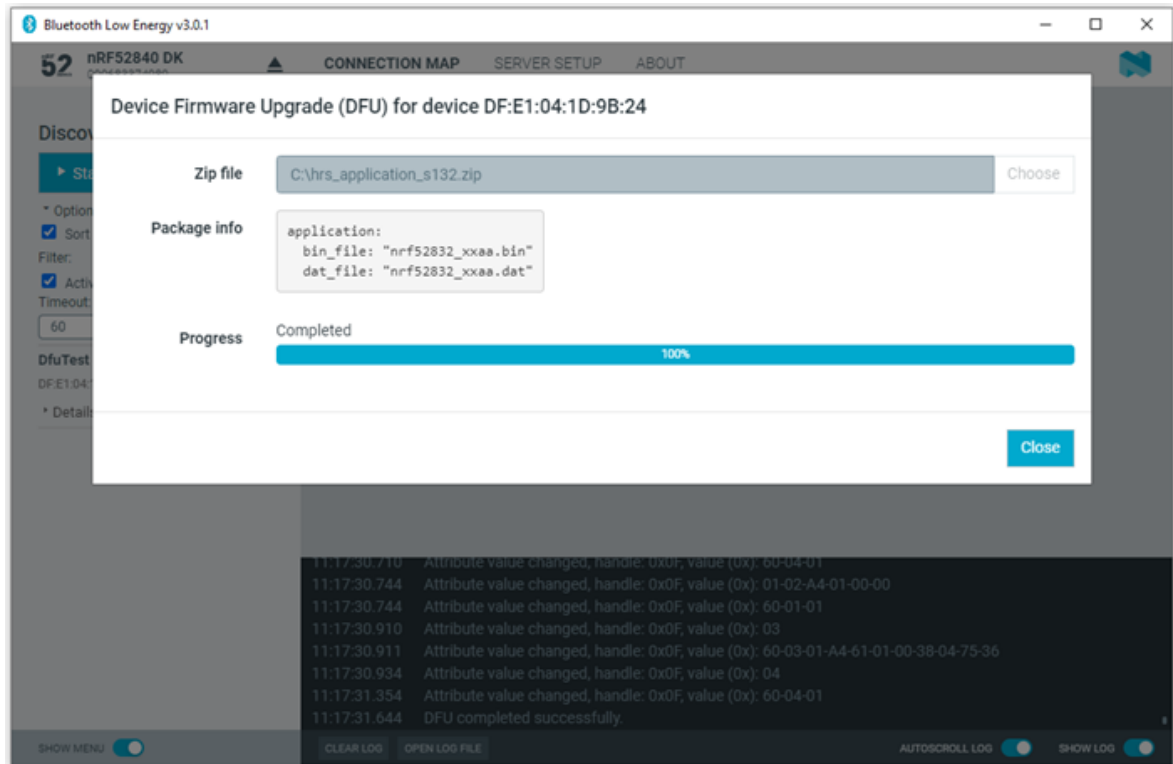 Bluetooth Low Energy v3.0.1
52 nRF52840 DK
CONNECTION MAP SERVER SETUP ABOUT
Device Firmware Upgrade (DFU) for device DF:E1:04:1D:9B:24
Disco
Zip file C:\hrs_application_s132.zip Choose
Sta
Option
Package info
application:
bin_file: "nrf52832_xxaa.bin"
dat_file: "nrf52832_xxaa.dat"
Sort
Filter:
Activ
Timeout:
60
Progress Completed
100%
DfuTest
DF:E1:04:1
Details
Close
11:17:30.710 Attribute value changed, handle: 0x0F, value (0x): 60-04-01
11:17:30.744 Attribute value changed, handle: 0x0F, value (0x): 01-02-A4-01-00-00
11:17:30.744 Attribute value changed, handle: 0x0F, value (0x): 60-01-01
11:17:30.910 Attribute value changed, handle: 0x0F, value (0x): 03
11:17:30.911 Attribute value changed, handle: 0x0F, value (0x): 60-03-01-A4-61-01-00-38-04-75-36
11:17:30.934 Attribute value changed, handle: 0x0F, value (0x): 04
11:17:31.354 Attribute value changed, handle: 0x0F, value (0x): 60-04-01
11:17:31.644 DFU completed successfully.
SHOW MENU CLEAR LOG OPEN LOG FILE AUTOSCROLL LOG SHOW LOG